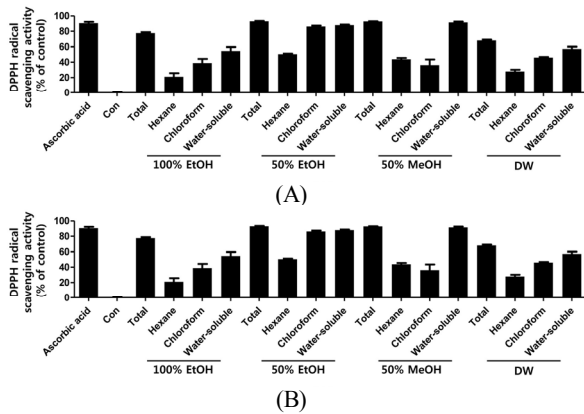 DPPH radical
scavenging activity
(% of control)
100
80
60
40
20
0
Ascorbic acid
Con
Total
Hexane
Chloroform
Water-soluble
Total
Hexane
Chloroform
Water-soluble
Total
Hexane
Chloroform
Water-soluble
Total
Hexane
Chloroform
Water-soluble
100% EtOH
50% EtOH
50% MeOH
DW
(A)
DPPH radical
scavenging activity
(% of control)
100
80
60
40
20
0
Ascorbic acid
Con
Total
Hexane
Chloroform
Water-soluble
Total
Hexane
Chloroform
Water-soluble
Total
Hexane
Chloroform
Water-soluble
Total
Hexane
Chloroform
Water-soluble
100% EtOH
50% EtOH
50% MeOH
DW
(B)